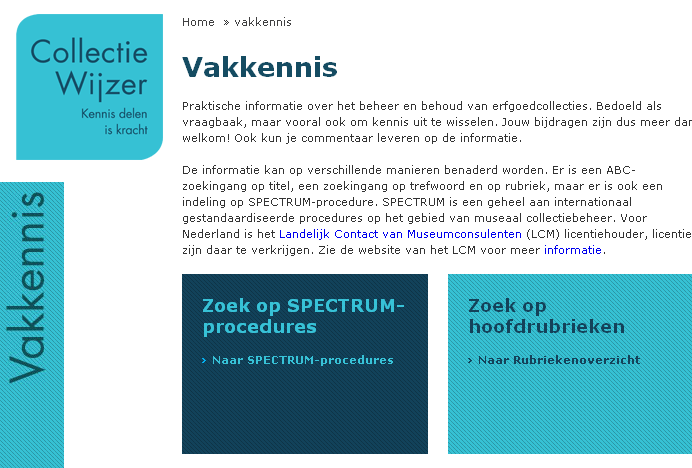 Collectie
Wijzer
Kennis delen
is kracht
Home » vakkennis
Vakkennis
Praktische informatie over het beheer en behoud van erfgoedcollecties. Bedoeld als
vraagbaak, maar vooral ook om kennis uit te wisselen. Jouw bijdragen zijn dus meer dan
welkom! Ook kun je commentaar leveren op de informatie.
De informatie kan op verschillende manieren benaderd worden. Er is een ABC-
zoekingang op titel, een zoekingang op trefwoord en op rubriek, maar er is ook een
indeling op SPECTRUM-procedure. SPECTRUM is een geheel aan internationaal
gestandaardiseerde procedures op het gebied van museaal collectiebeheer. Voor
Nederland is het Landelijk Contact van Museumconsulenten (LCM) licentiehouder, licentie
zijn daar te verkrijgen. Zie de website van het LCM voor meer informatie.
Vakkennis
Zoek op SPECTRUM-
procedures
› Naar SPECTRUM-procedures
Zoek op
hoofdrubrieken
› Naar Rubriekenoverzicht